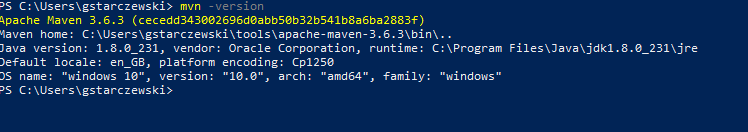 PS C:\Users\gstarczewski> mvn -version
Apache Maven 3.6.3 (cecedd343002696d0abb50b32b541b8a6ba2883f)
Maven home: C:\Users\gstarczewski\tools\apache-maven-3.6.3\bin\..
Java version: 1.8.0_231, vendor: Oracle Corporation, runtime: C:\Program Files\Java\jdk1.8.0_231\jre
Default locale: en_GB, platform encoding: Cp1250
OS name: "windows 10", version: "10.0", arch: "amd64", family: "windows"
PS C:\Users\gstarczewski>